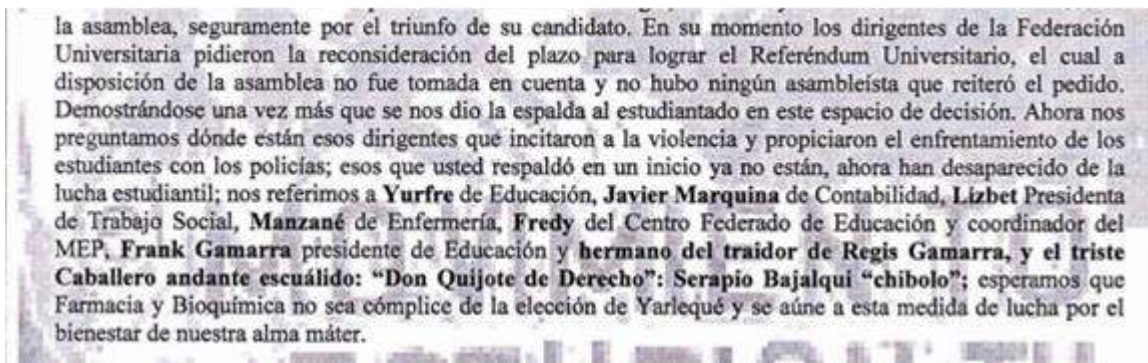 la asamblea, seguramente por el triunfo de su candidato. En su momento los dirigentes de la Federación
Universitaria pidieron la reconsideración del plazo para lograr el Referéndum Universitario, el cual a
disposición de la asamblea no fue tomada en cuenta y no hubo ningún asambleísta que reiteró el pedido.
Demostrándose una vez más que se nos dio la espalda al estudiantado en este espacio de decisión. Ahora nos
preguntamos dónde están esos dirigentes que incitaron a la violencia y propiciaron el enfrentamiento de los
estudiantes con los policías; esos que usted respaldó en un inicio ya no están, ahora han desaparecido de la
lucha estudiantil; nos referimos a Yurfre de Educación, Javier Marquina de Contabilidad, Lizbet Presidenta
de Trabajo Social, Manzané de Enfermería, Fredy del Centro Federado de Educación y coordinador del
MEP, Frank Gamarra presidente de Educación y hermano del traidor de Regis Gamarra, y el triste
Caballero andante escuálido: “Don Quijote de Derecho”: Serapio Bajalqui “chibolo”; esperamos que
Farmacia y Bioquímica no sea cómplice de la elección de Yarlequé y se aúne a esta medida de lucha por el
bienestar de nuestra alma máter.